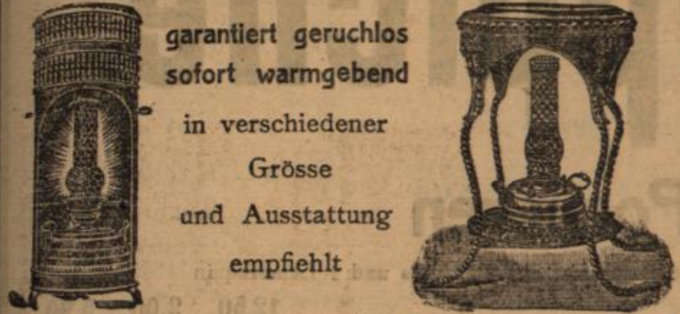 garantiert geruchlos
sofort warmgebend
in verschiedener
Grösse
und Ausstattung
empfiehlt